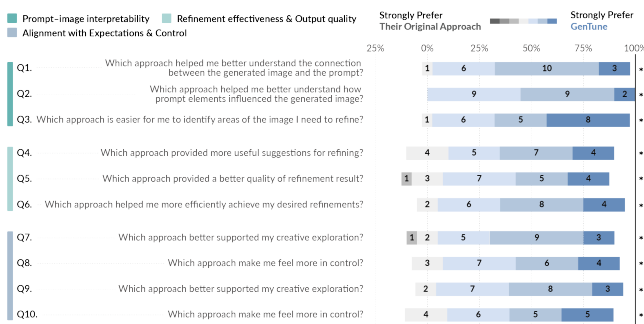 Prompt–image interpretability
Refinement effectiveness & Output quality
Alignment with Expectations & Control
Strongly Prefer
Their Original Approach
Strongly Prefer
GenTune
25% 0% 25% 50% 75% 100%
Q1. Which approach helped me better understand the connection
between the generated image and the prompt?
1 6 10 3 *
Q2. Which approach helped me better understand how
prompt elements influenced the generated image?
9 9 2 *
Q3. Which approach is easier for me to identify areas of the image I need to refine? 1 6 5 8 *
Q4. Which approach provided more useful suggestions for refining? 4 5 7 4 *
Q5. Which approach provided a better quality of refinement result? 1 3 7 5 4 *
Q6. Which approach helped me more efficiently achieve my desired refinements? 2 6 8 4 *
Q7. Which approach better supported my creative exploration? 1 2 5 9 3 *
Q8. Which approach make me feel more in control? 3 7 6 4 *
Q9. Which approach better supported my creative exploration? 2 7 8 3 *
Q10. Which approach make me feel more in control? 4 6 5 5 *